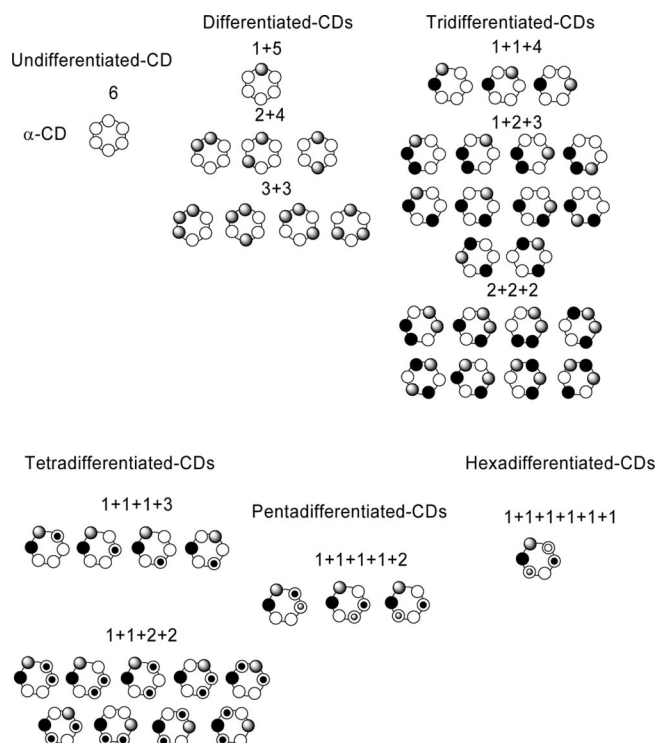 Differentiated-CDs
Tridifferentiated-CDs
1+5
1+1+4
Undifferentiated-CD
6
α-CD
2+4
1+2+3
3+3
2+2+2
Tetradifferentiated-CDs
Hexadifferentiated-CDs
1+1+1+3
Pentadifferentiated-CDs
1+1+1+1+1+1
1+1+1+1+2
1+1+2+2